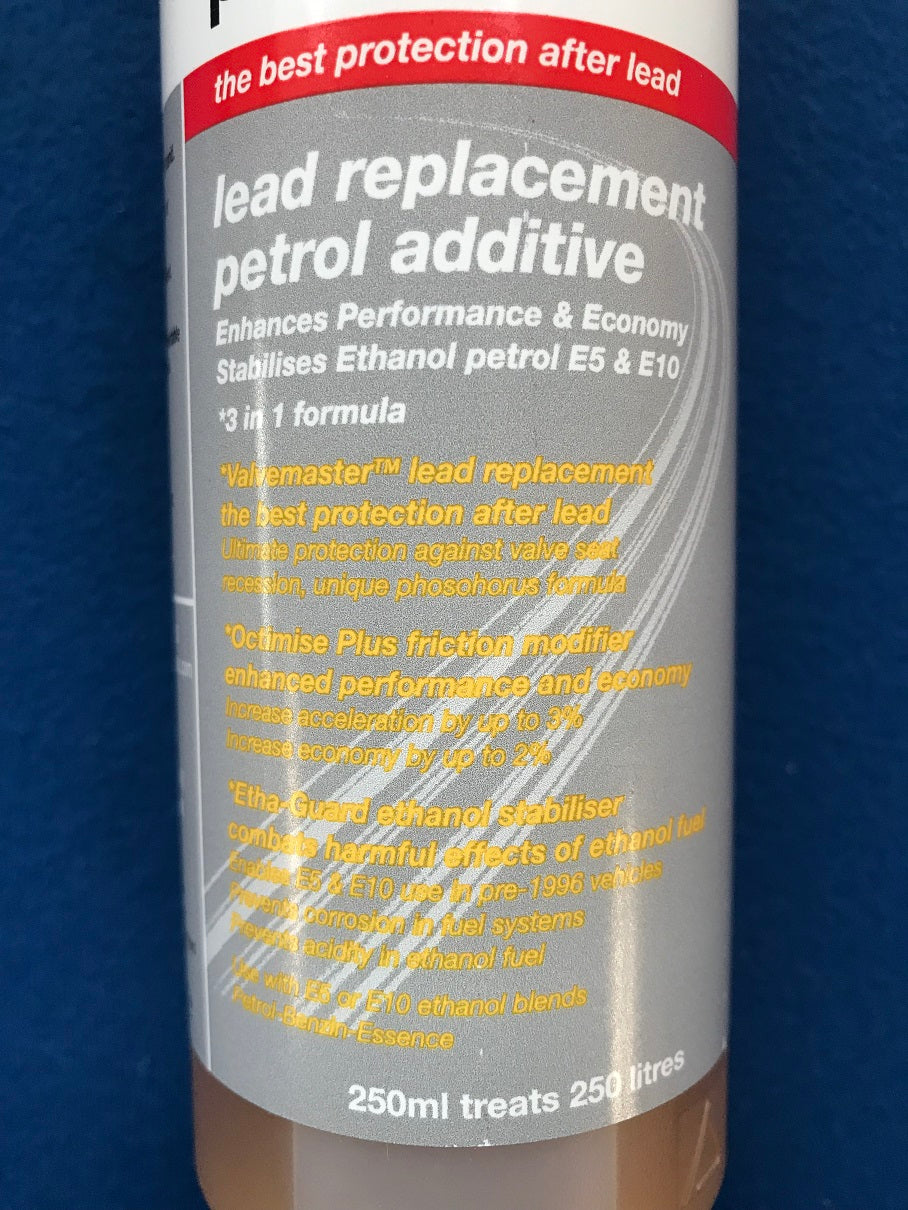 the best protection after lead
lead replacement
petrol additive
Enhances Performance & Economy
Stabilises Ethanol petrol E5 & E10
*3 in 1 formula
*Valvemaster™ lead replacement
the best protection after lead
Ultimate protection against valve seat
recession, unique phosohorus formula
*Octimise Plus friction modifier
enhanced performance and economy
Increase acceleration by up to 3%
Increase economy by up to 2%
*Etha-Guard ethanol stabiliser
combats harmful effects of ethanol fuel
Enables E5 & E10 use in pre-1996 vehicles
Prevents corrosion in fuel systems
Prevents acidity in ethanol fuel
Use with E5 or E10 ethanol blends
Petrol-Benzin-Essence
250ml treats 250 litres